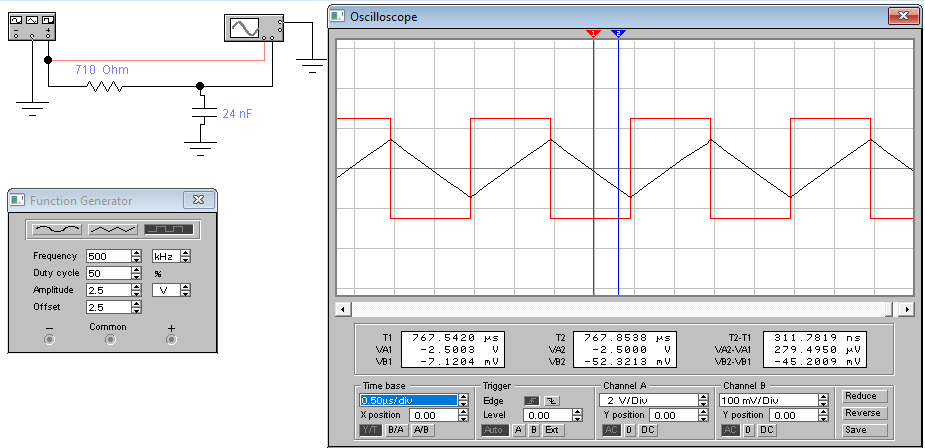 Oscilloscope
1
2
710 Ohm
24 nF
Function Generator
Frequency 500 kHz
Duty cycle 50 %
Amplitude 2.5 V
Offset 2.5
− Common +
T1 767.5420 µs
VA1 -2.5003 V
VB1 -7.1204 mV
T2 767.8538 µs
VA2 -2.5000 V
VB2 -52.3213 mV
T2-T1 311.7819 ns
VA2-VA1 279.4950 µV
VB2-VB1 -45.2009 mV
Time base
0.50µs/div
X position 0.00
Y/T B/A A/B
Trigger
Edge
Level 0.00
Auto A B Ext
Channel A
2 V/Div
Y position 0.00
AC 0 DC
Channel B
100 mV/Div
Y position 0.00
AC 0 DC
Reduce
Reverse
Save